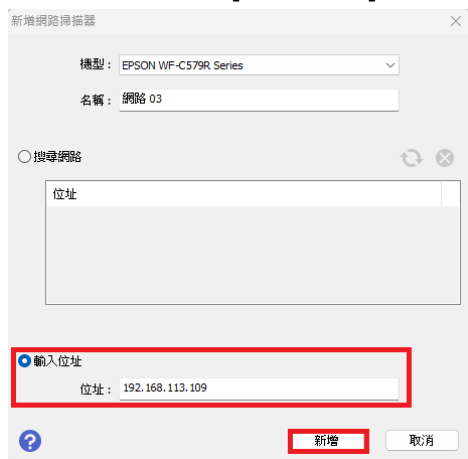 新增網路掃描器
機型： EPSON WF-C579R Series
名稱： 網路 03
搜尋網路
位址
輸入位址
位址： 192.168.113.109
? 新增 取消